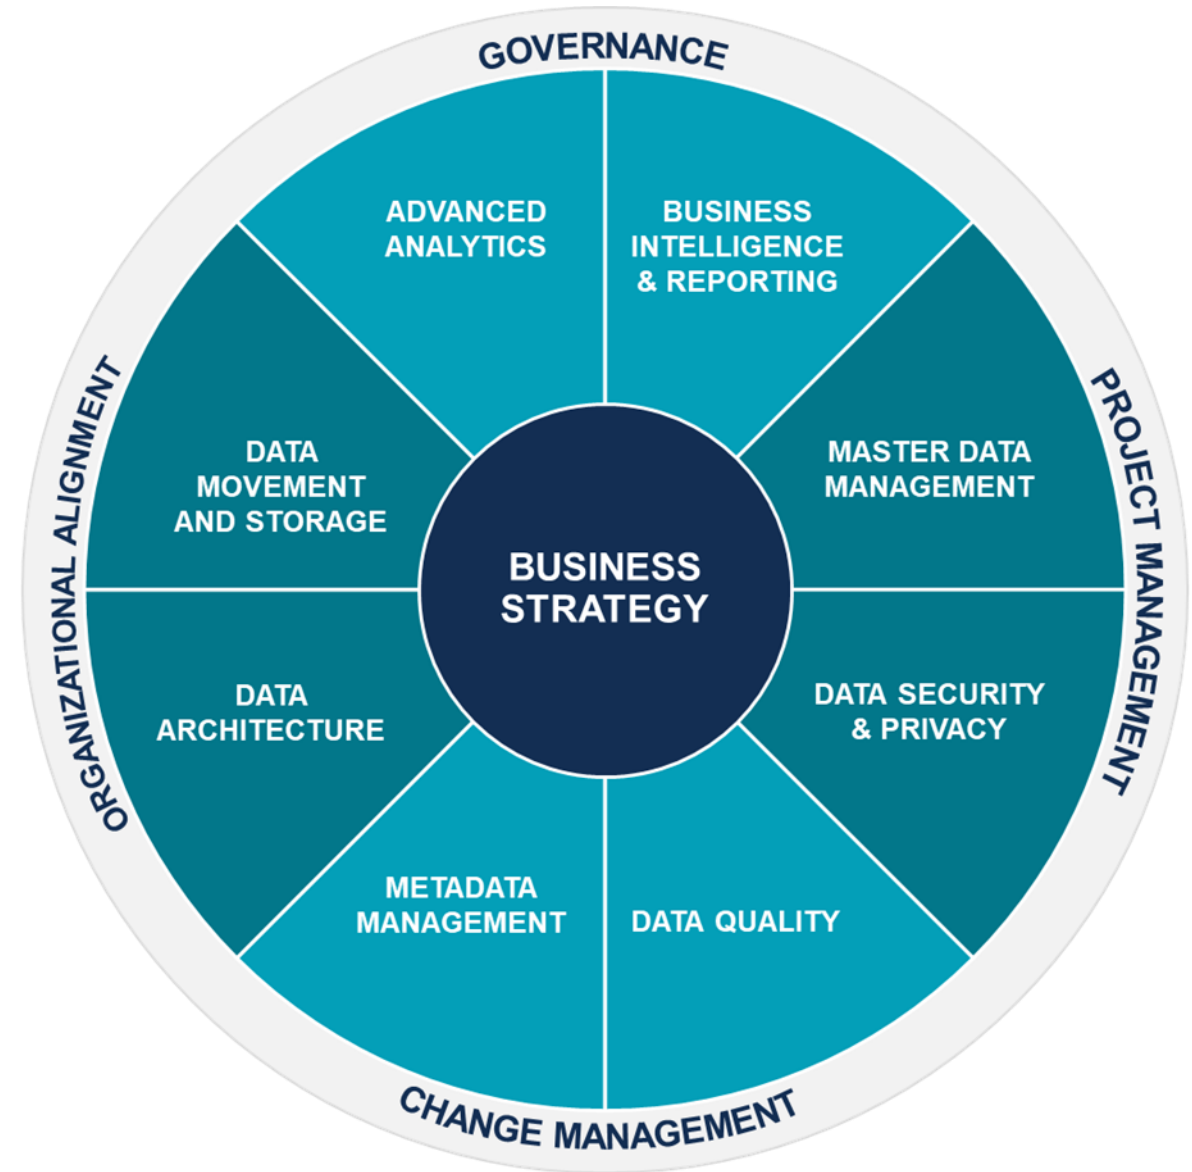 GOVERNANCE
ADVANCED
ANALYTICS
BUSINESS
INTELLIGENCE
& REPORTING
DATA
MOVEMENT
AND STORAGE
MASTER DATA
MANAGEMENT
ORGANIZATIONAL ALIGNMENT
BUSINESS
STRATEGY
PROJECT MANAGEMENT
DATA
ARCHITECTURE
DATA SECURITY
& PRIVACY
METADATA
MANAGEMENT
DATA QUALITY
CHANGE MANAGEMENT